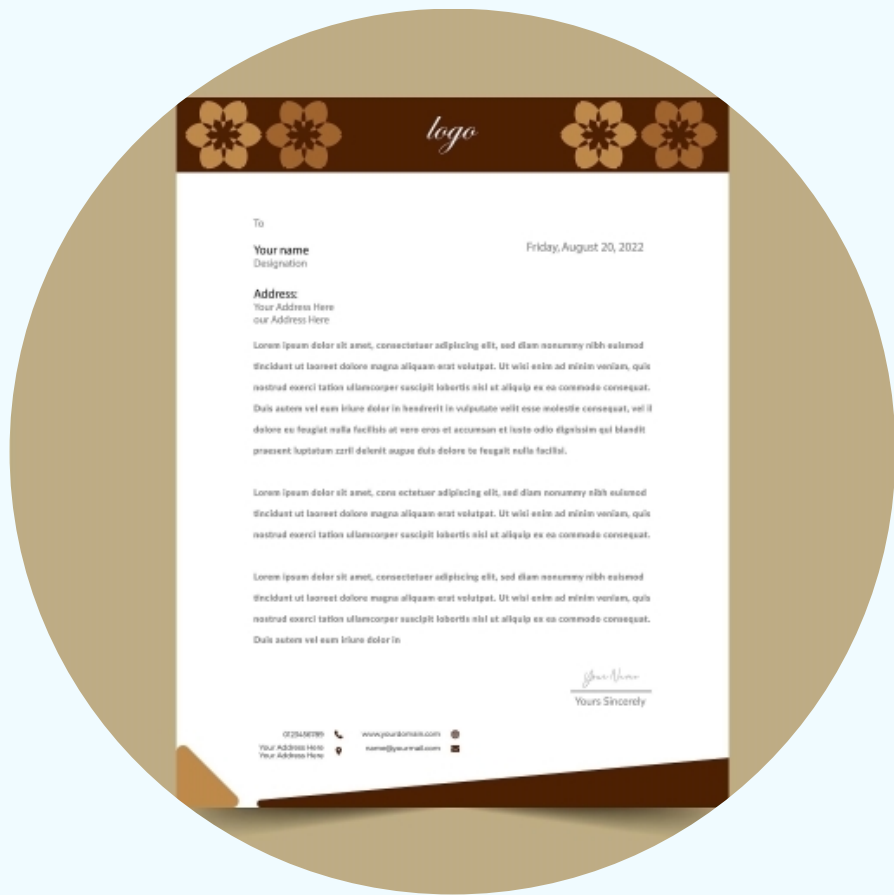 logo
To
Your name
Designation
Friday, August 20, 2022
Address:
Your Address Here
our Address Here
Lorem ipsum dolor sit amet, consectetuer adipiscing elit, sed diam nonummy nibh euismod
tincidunt ut laoreet dolore magna aliquam erat volutpat. Ut wisi enim ad minim veniam, quis
nostrud exerci tation ullamcorper suscipit lobortis nisl ut aliquip ex ea commodo consequat.
Duis autem vel eum iriure dolor in hendrerit in vulputate velit esse molestie consequat, vel il
dolore eu feugiat nulla facilisis at vero eros et accumsan et iusto odio dignissim qui blandit
praesent luptatum zzril delenit augue duis dolore te feugait nulla facilisi.
Lorem ipsum dolor sit amet, cons ectetuer adipiscing elit, sed diam nonummy nibh euismod
tincidunt ut laoreet dolore magna aliquam erat volutpat. Ut wisi enim ad minim veniam, quis
nostrud exerci tation ullamcorper suscipit lobortis nisl ut aliquip ex ea commodo consequat.
Lorem ipsum dolor sit amet, consectetuer adipiscing elit, sed diam nonummy nibh euismod
tincidunt ut laoreet dolore magna aliquam erat volutpat. Ut wisi enim ad minim veniam, quis
nostrud exerci tation ullamcorper suscipit lobortis nisl ut aliquip ex ea commodo consequat.
Duis autem vel eum iriure dolor in
Your Name
Yours Sincerely
0123456789
www.yourdomain.com
Your Address Here
Your Address Here
name@yourmail.com